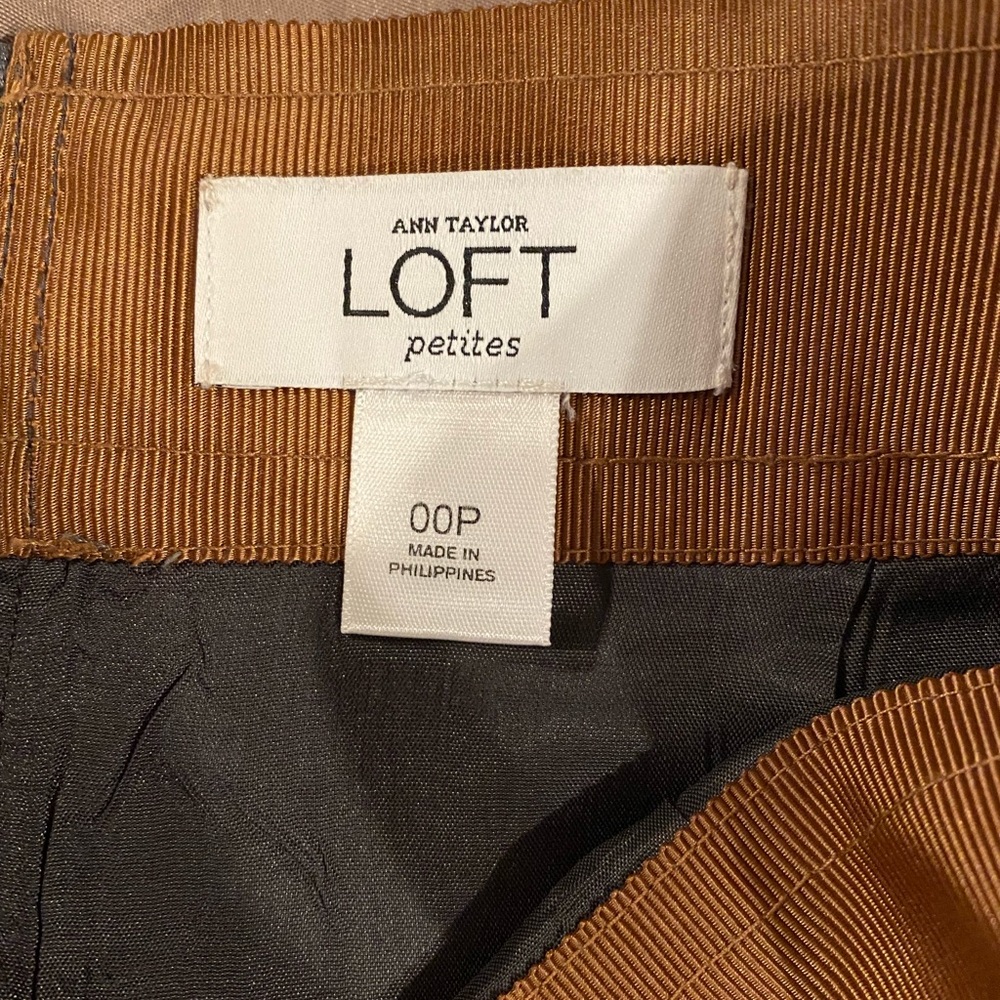 ANN TAYLOR
LOFT
petites
00P
MADE IN
PHILIPPINES